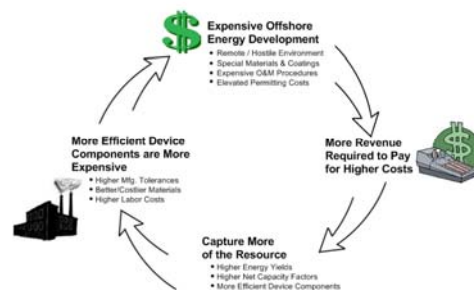 Expensive Offshore
Energy Development
• Remote / Hostile Environment
• Special Materials & Coatings
• Expensive O&M Procedures
• Elevated Permitting Costs
More Revenue
Required to Pay
for Higher Costs
Capture More
of the Resource
• Higher Energy Yields
• Higher Net Capacity Factors
• More Efficient Device Components
More Efficient Device
Components are More
Expensive
• Higher Mfg. Tolerances
• Better/Costlier Materials
• Higher Labor Costs